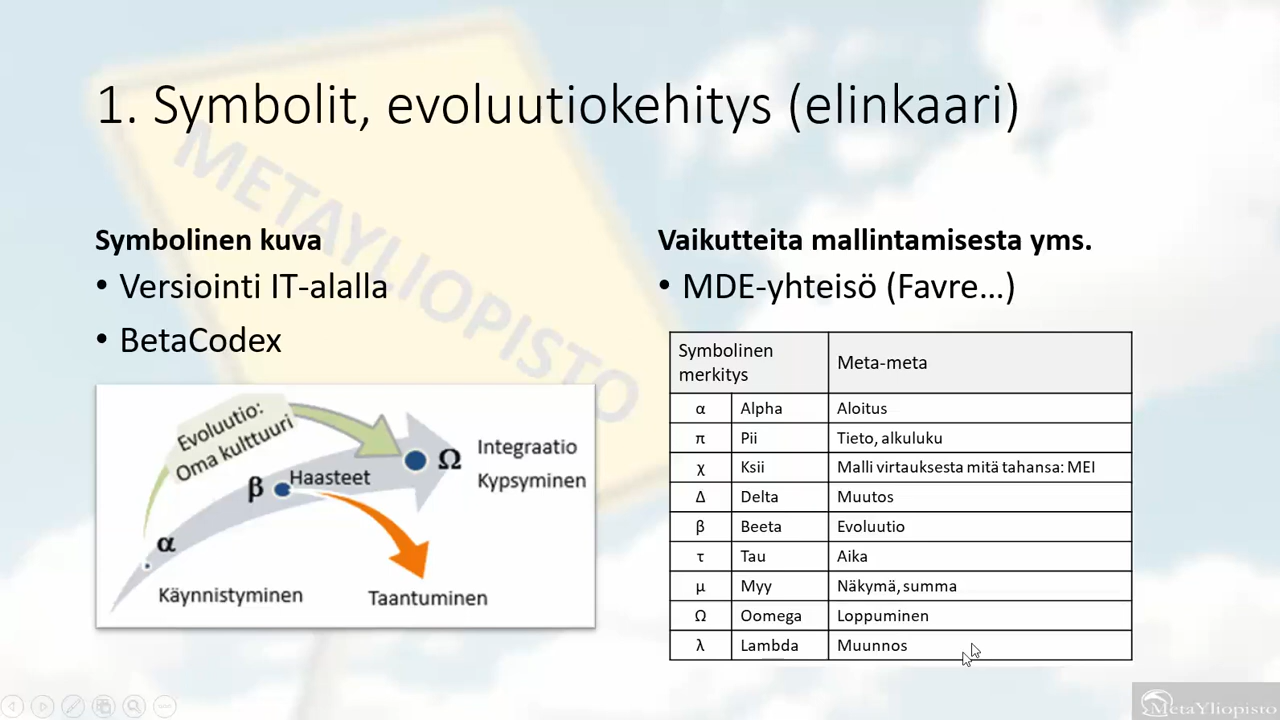 1. Symbolit, evoluutiokehitys (elinkaari)
METAYLIOPISTO
Symbolinen kuva
• Versiointi IT-alalla
• BetaCodex
Evoluutio:
Oma kulttuuri
α
β
Haasteet
Ω
Integraatio
Kypsyminen
Käynnistyminen
Taantuminen
Vaikutteita mallintamisesta yms.
• MDE-yhteisö (Favre...)
Symbolinen
merkitys
Meta-meta
α Alpha Aloitus
π Pii Tieto, alkuluku
χ Ksii Malli virtauksesta mitä tahansa: MEI
Δ Delta Muutos
β Beeta Evoluutio
τ Tau Aika
μ Myy Näkymä, summa
Ω Oomega Loppuminen
λ Lambda Muunnos
MetaYliopisto